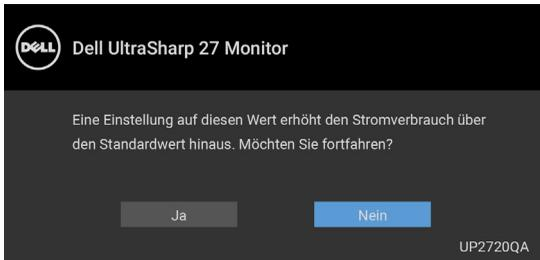 DELL Dell UltraSharp 27 Monitor
Eine Einstellung auf diesen Wert erhöht den Stromverbrauch über
den Standardwert hinaus. Möchten Sie fortfahren?
Ja Nein
UP2720QA